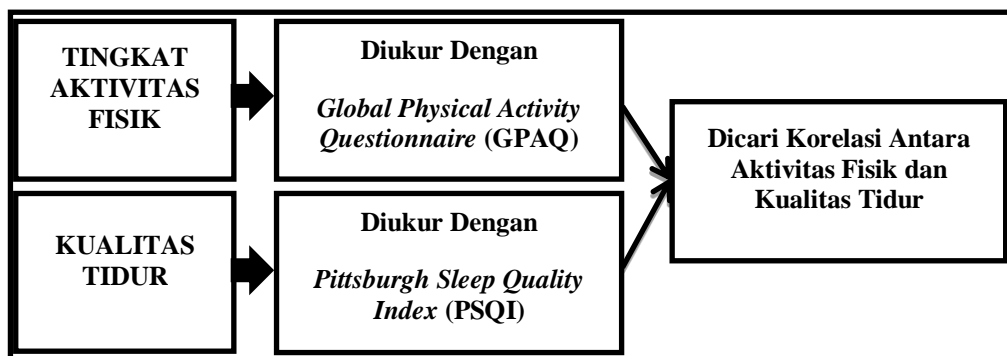 TINGKAT
AKTIVITAS
FISIK
Diukur Dengan
Global Physical Activity
Questionnaire (GPAQ)
KUALITAS
TIDUR
Diukur Dengan
Pittsburgh Sleep Quality
Index (PSQI)
Dicari Korelasi Antara
Aktivitas Fisik dan
Kualitas Tidur